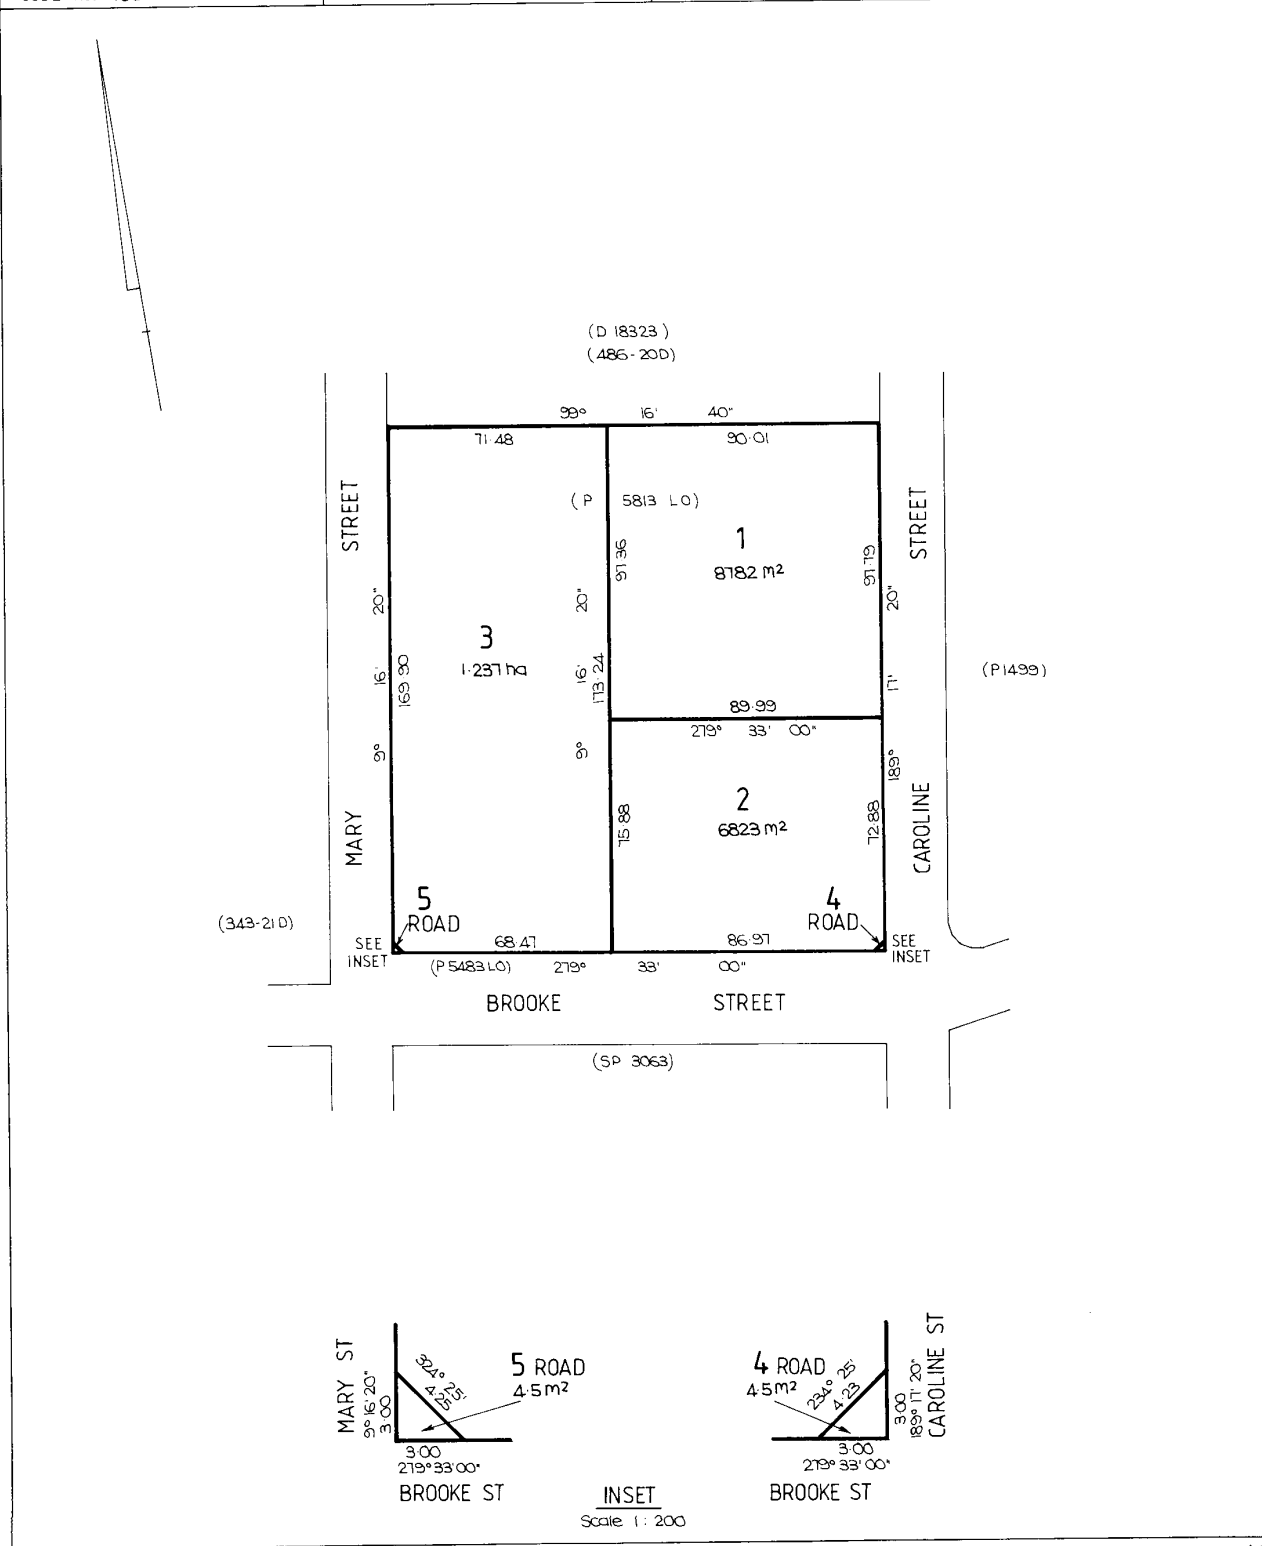 (D 18323)
(486-20D)
99° 16' 40"
71·48
90·01
(P 5813 LO)
STREET
MARY
9° 16' 20"
169·90
3
1·237 ha
9° 16' 20"
173·24
97·36
1
8782 m²
97·79
189° 17' 20"
STREET
CAROLINE
(P1499)
89·99
279° 33' 00"
75·88
2
6823 m²
72·88
(343-21D)
5
ROAD
4
ROAD
SEE
INSET
SEE
INSET
68·47
86·97
(P 5483 LO) 279° 33' 00"
BROOKE STREET
(SP 3063)
MARY ST
9° 16' 20"
3·00
324° 25'
4·25
5 ROAD
4·5 m²
3·00
279° 33' 00"
BROOKE ST
4 ROAD
4·5 m²
234° 25'
4·23
3·00
189° 17' 20"
CAROLINE ST
3·00
279° 33' 00"
BROOKE ST
INSET
Scale 1: 200